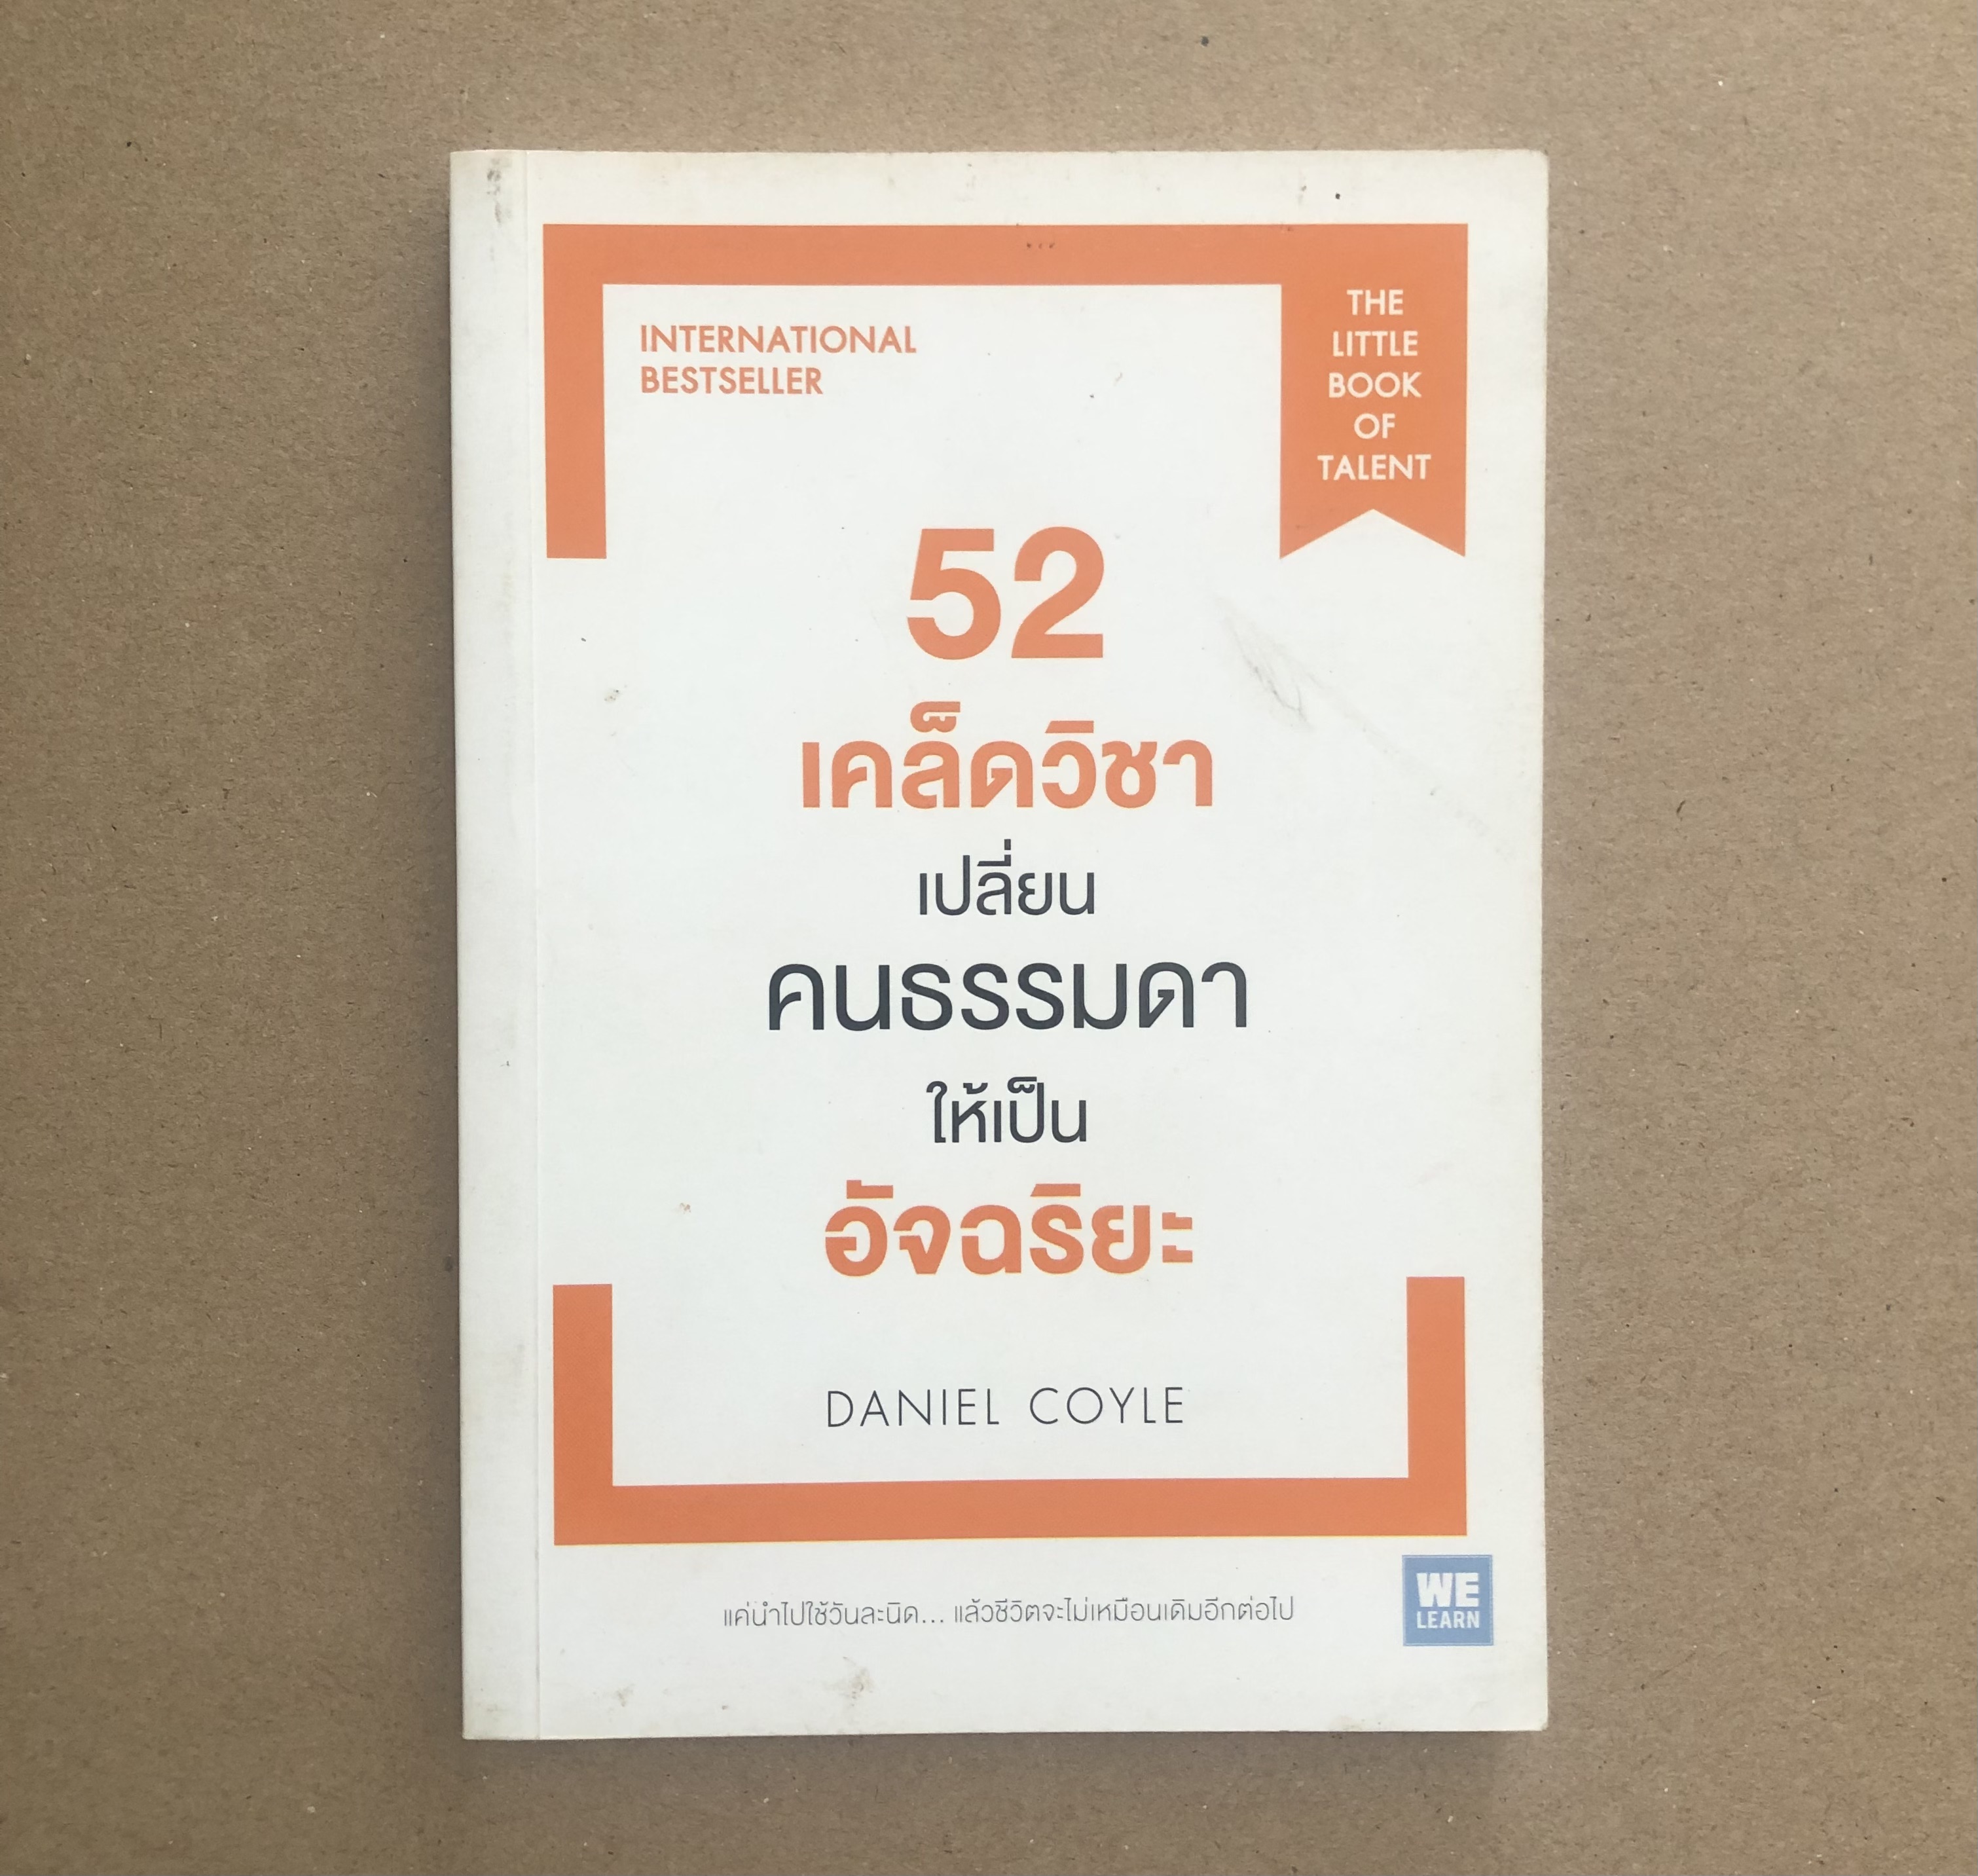 INTERNATIONAL
BESTSELLER
THE
LITTLE
BOOK
OF
TALENT
52
เคล็ดวิชา
เปลี่ยน
คนธรรมดา
ให้เป็น
อัจฉริยะ
DANIEL COYLE
แค่นำไปใช้วันละนิด... แล้วชีวิตจะไม่เหมือนเดิมอีกต่อไป
WE
LEARN